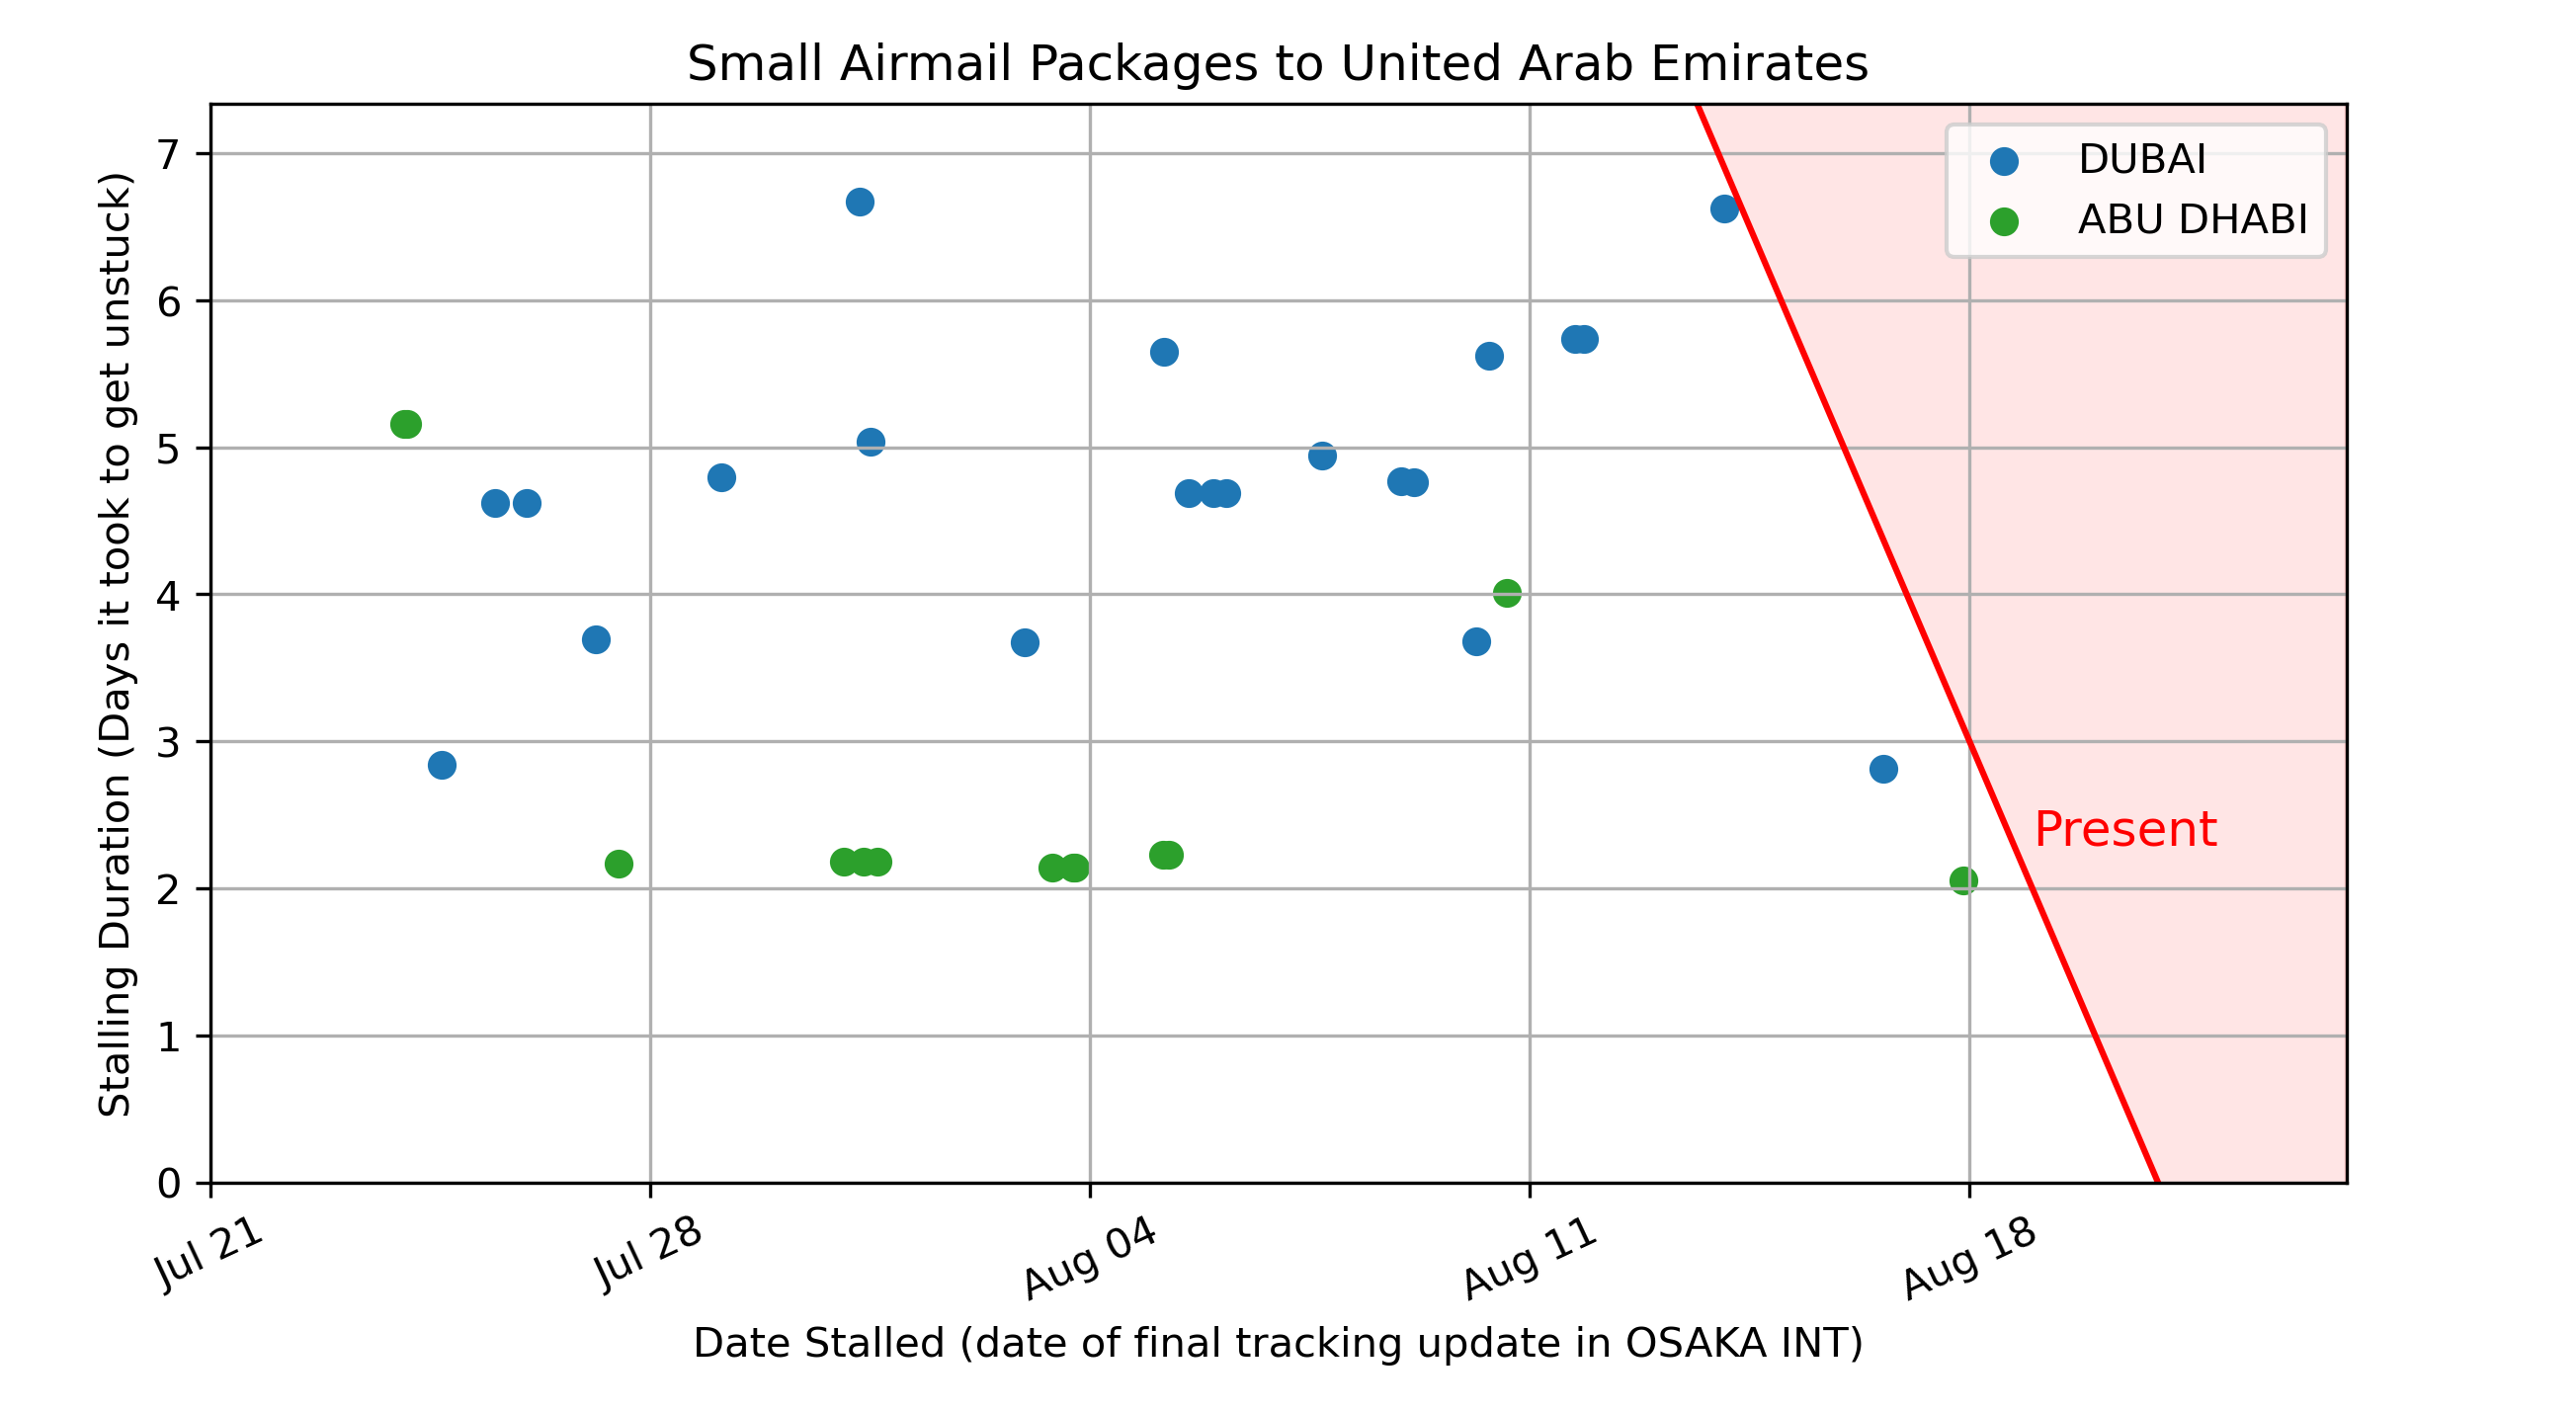 Small Airmail Packages to United Arab Emirates
Stalling Duration (Days it took to get unstuck)
7
6
5
4
3
2
1
0
DUBAI
ABU DHABI
Present
Jul 21
Jul 28
Aug 04
Aug 11
Aug 18
Date Stalled (date of final tracking update in OSAKA INT)